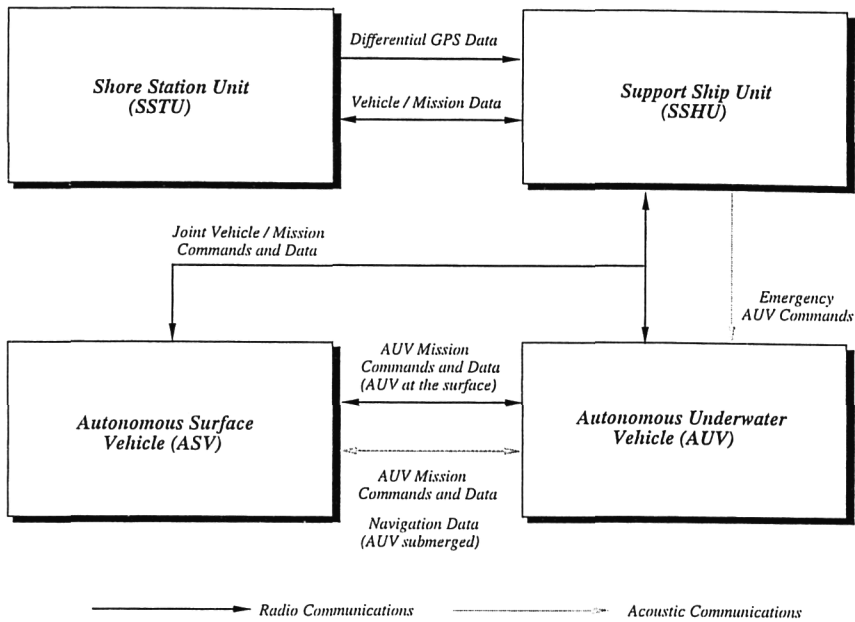 Differential GPS Data
Shore Station Unit
(SSTU)
Support Ship Unit
(SSHU)
Vehicle / Mission Data
Joint Vehicle / Mission
Commands and Data
Emergency
AUV Commands
AUV Mission
Commands and Data
(AUV at the surface)
Autonomous Surface
Vehicle (ASV)
Autonomous Underwater
Vehicle (AUV)
AUV Mission
Commands and Data
Navigation Data
(AUV submerged)
Radio Communications
Acoustic Communications